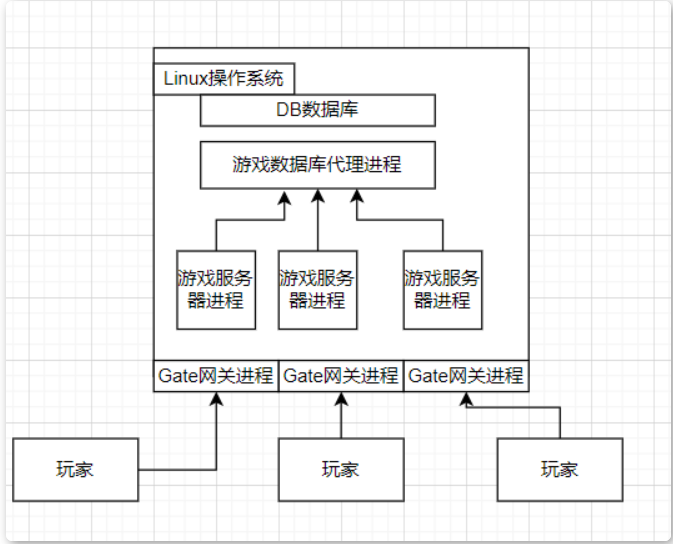 Linux操作系统
DB数据库
游戏数据库代理进程
游戏服务
器进程
游戏服务
器进程
游戏服务
器进程
Gate网关进程
Gate网关进程
Gate网关进程
玩家
玩家
玩家